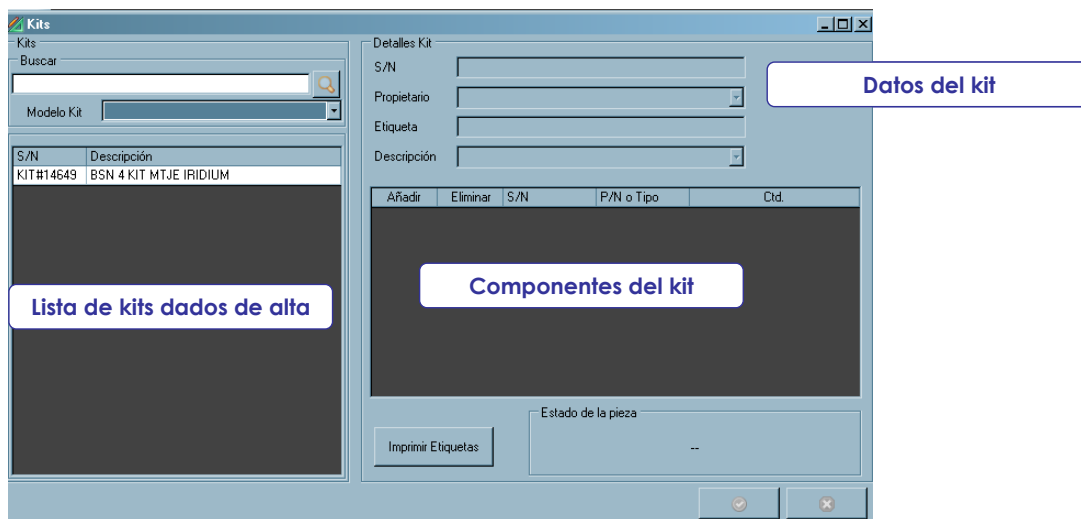 Kits
Kits
Buscar
Modelo Kit
S/N Descripción
KIT#14649 BSN 4 KIT MTJE IRIDIUM
Lista de kits dados de alta
Detalles Kit
S/N
Propietario
Etiqueta
Descripción
Datos del kit
Añadir Eliminar S/N P/N o Tipo Ctd.
Componentes del kit
Imprimir Etiquetas
Estado de la pieza
--